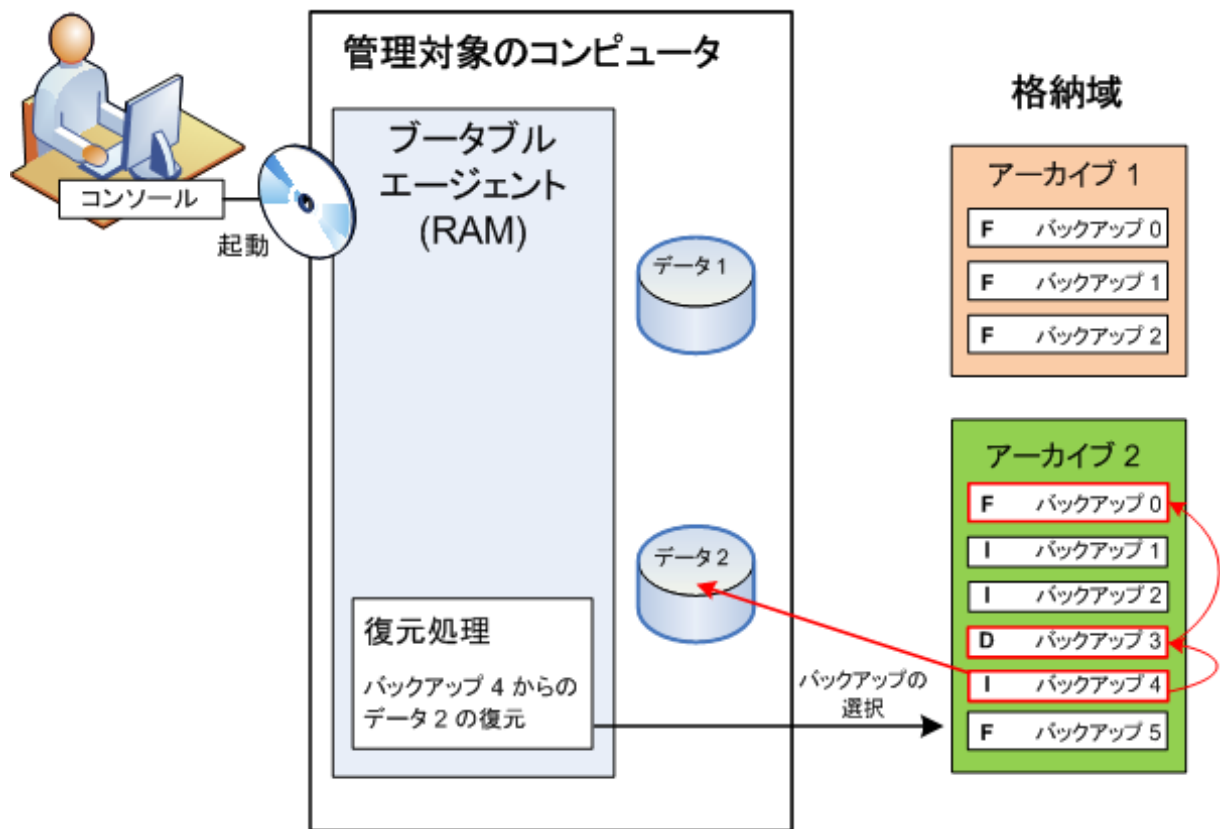 管理対象のコンピュータ
ブータブル
エージェント
(RAM)
コンソール
起動
データ 1
データ 2
復元処理
バックアップ 4 からの
データ 2 の復元
バックアップの
選択
格納域
アーカイブ 1
F バックアップ 0
F バックアップ 1
F バックアップ 2
アーカイブ 2
F バックアップ 0
I バックアップ 1
I バックアップ 2
D バックアップ 3
I バックアップ 4
F バックアップ 5